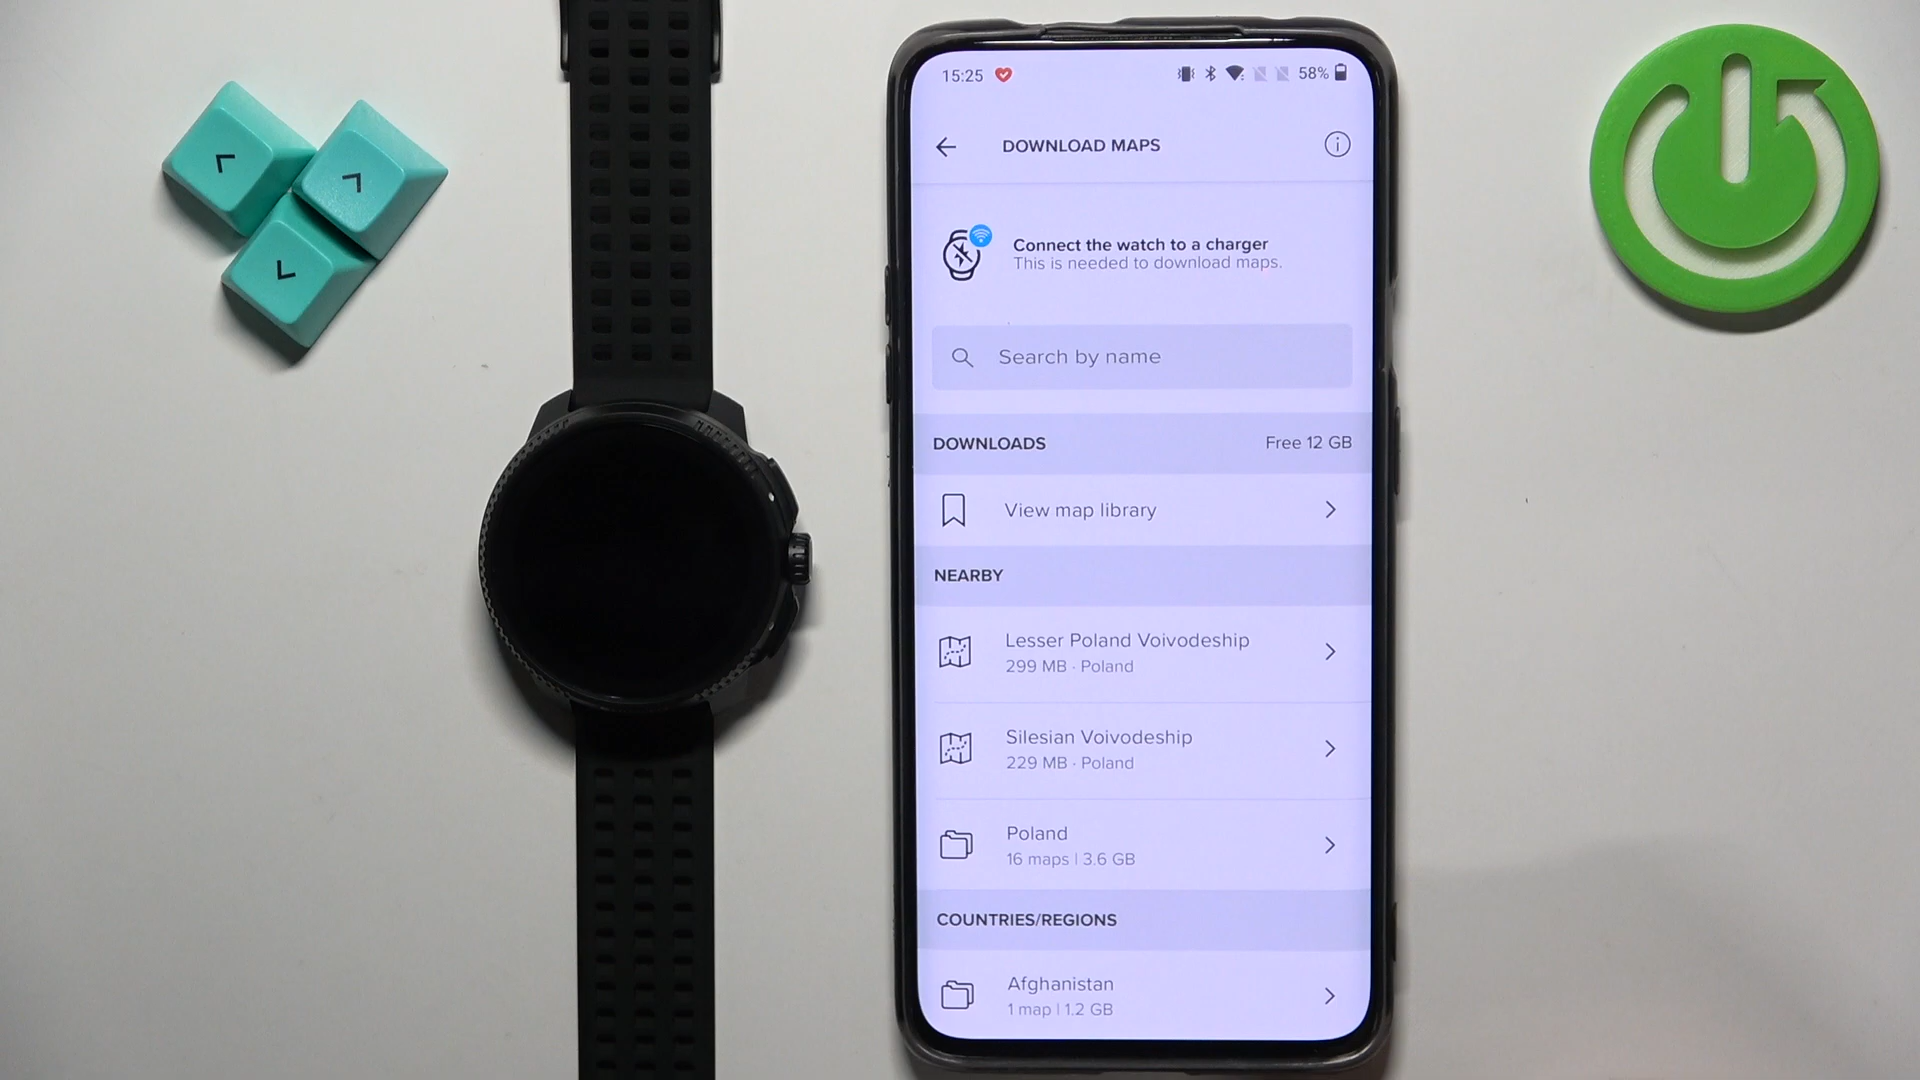 15:25
58%
DOWNLOAD MAPS
Connect the watch to a charger
This is needed to download maps.
Search by name
DOWNLOADS
Free 12 GB
View map library
NEARBY
Lesser Poland Voivodeship
299 MB · Poland
Silesian Voivodeship
229 MB · Poland
Poland
16 maps | 3.6 GB
COUNTRIES/REGIONS
Afghanistan
1 map | 1.2 GB